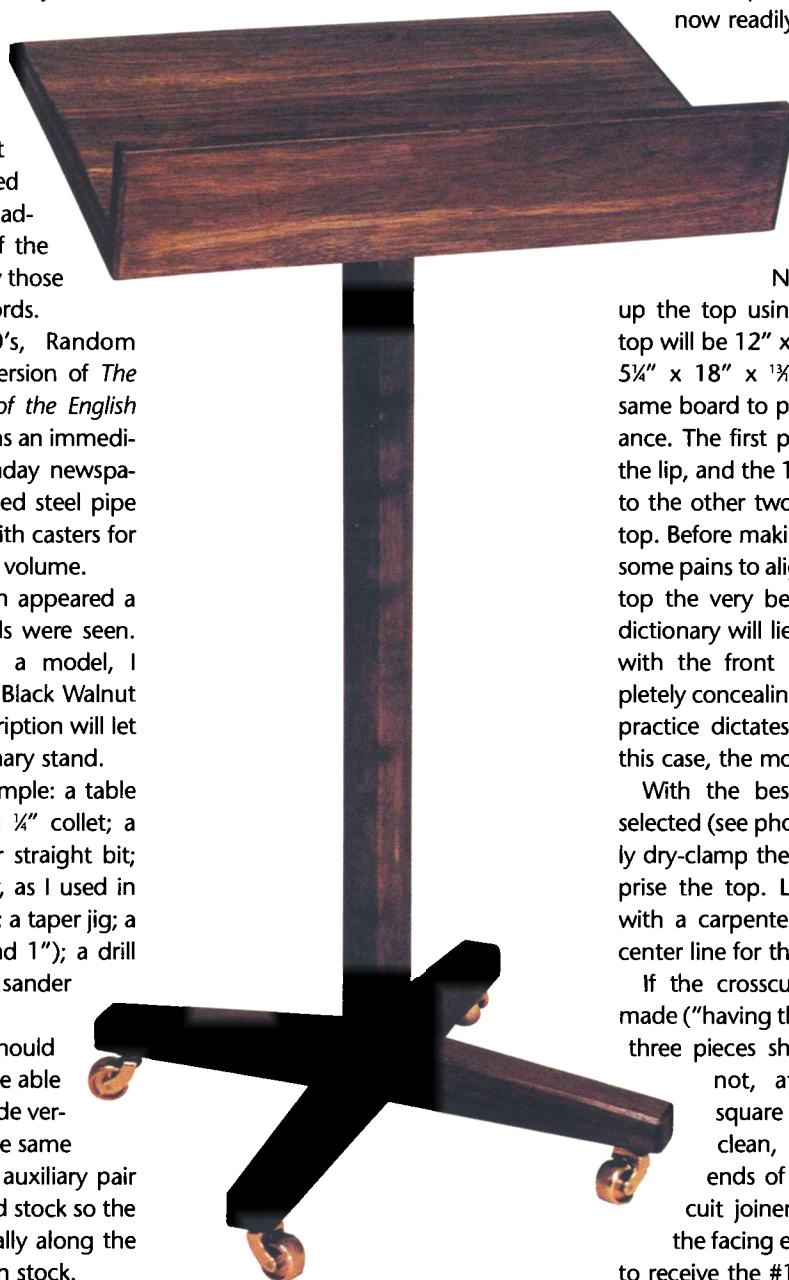 now readily
t
ed
ad-
f the
those
ords.
0's, Random
ersion of The
of the English
as an immedi-
nday newspa-
ed steel pipe
ith casters for
volume.
n appeared a
ls were seen.
a model, I
Black Walnut
ription will let
nary stand.
mple: a table
¼" collet; a
r straight bit;
, as I used in
; a taper jig; a
nd 1"); a drill
sander
hould
e able
de ver-
e same
auxiliary pair
d stock so the
ally along the
n stock.
N
up the top usin
top will be 12" x
5¼" x 18" x
same board to p
ance. The first p
the lip, and the 1
to the other two
top. Before maki
some pains to alig
top the very be
dictionary will lie
with the front
pletely concealin
practice dictates
this case, the mo
With the bes
selected (see pho
ly dry-clamp the
prise the top. L
with a carpente
center line for th
If the crosscu
made ("having th
three pieces sh
not, at
square
clean,
ends of
cuit joiner
the facing e
to receive the #1